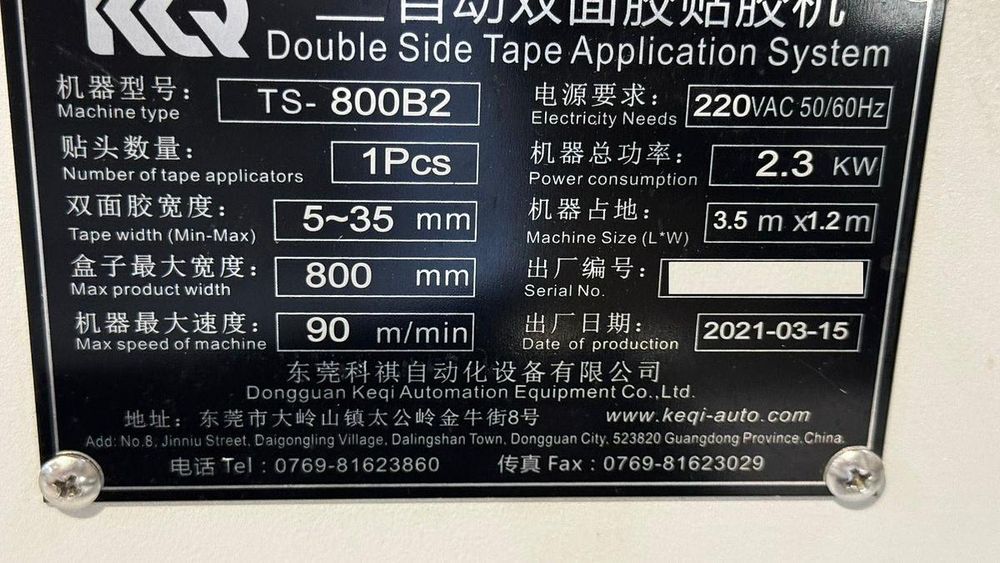 KCQ
自动双面胶贴胶机
Double Side Tape Application System
机器型号：
Machine type
TS- 800B2
电源要求：
Electricity Needs
220VAC 50/60Hz
贴头数量：
Number of tape applicators
1Pcs
机器总功率：
Power consumption
2.3 KW
双面胶宽度：
Tape width (Min-Max)
5~35 mm
机器占地：
Machine Size (L*W)
3.5 m x1.2 m
盒子最大宽度：
Max product width
800 mm
出厂编号：
Serial No.
机器最大速度：
Max speed of machine
90 m/min
出厂日期：
Date of production
2021-03-15
东莞科祺自动化设备有限公司
Dongguan Keqi Automation Equipment Co.,Ltd.
地址：东莞市大岭山镇太公岭金牛街8号
www.keqi-auto.com
Add: No.8, Jinniu Street, Daigongling Village, Dalingshan Town, Dongguan City, 523820 Guangdong Province.China.
电话 Tel：0769-81623860
传真 Fax：0769-81623029